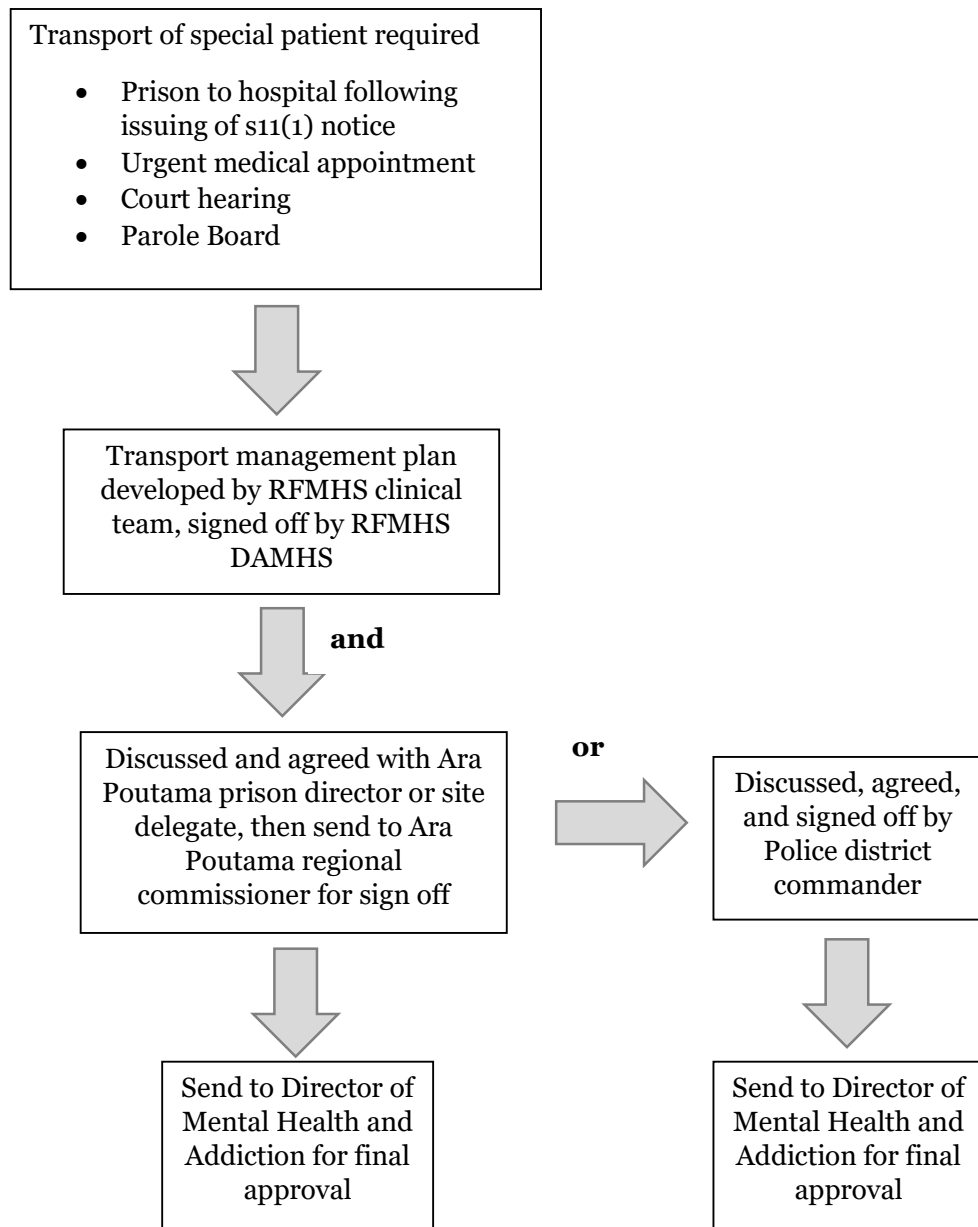 Transport of special patient required
• Prison to hospital following
issuing of s11(1) notice
• Urgent medical appointment
• Court hearing
• Parole Board
Transport management plan
developed by RFMHS clinical
team, signed off by RFMHS
DAMHS
and
Discussed and agreed with Ara
Poutama prison director or site
delegate, then send to Ara
Poutama regional
commissioner for sign off
or
Discussed, agreed,
and signed off by
Police district
commander
Send to Director of
Mental Health and
Addiction for final
approval
Send to Director of
Mental Health and
Addiction for final
approval